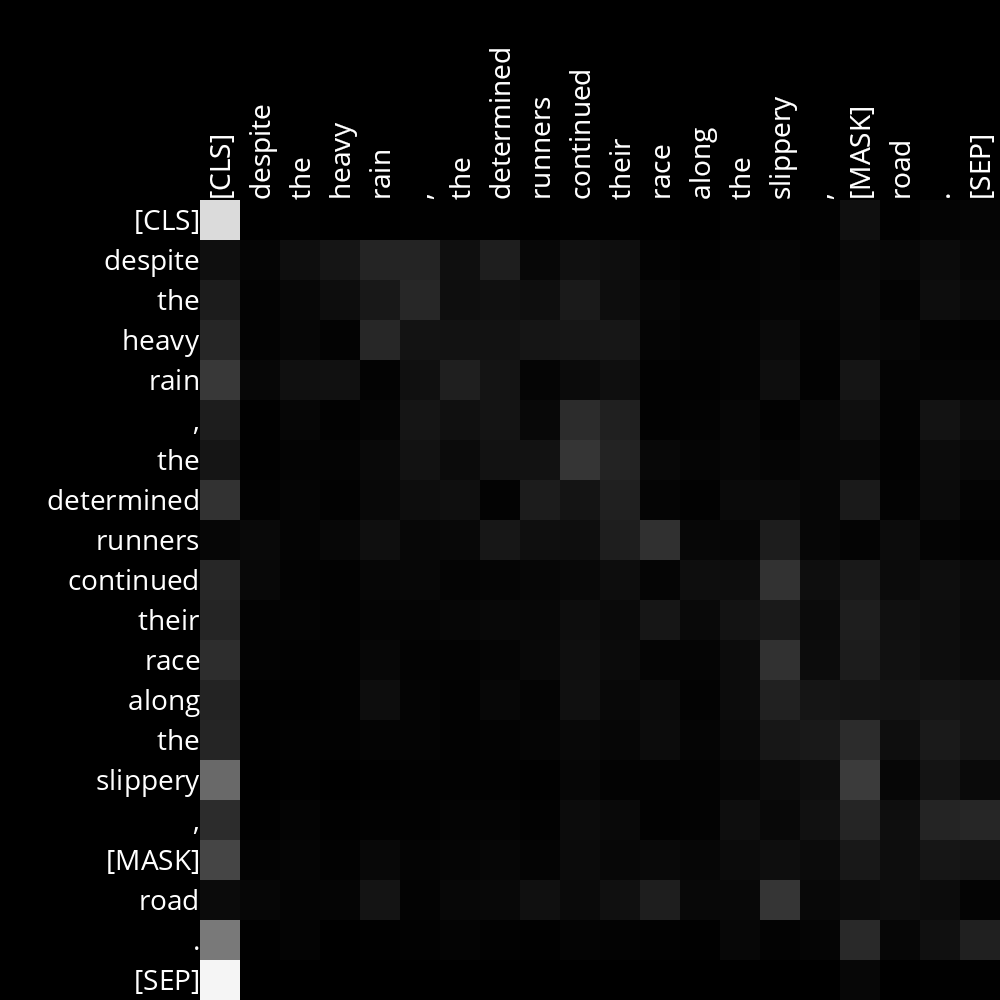 [CLS] despite the heavy rain , the determined runners continued their race along the slippery , [MASK] road . [SEP]
[CLS]
despite
the
heavy
rain
,
the
determined
runners
continued
their
race
along
the
slippery
,
[MASK]
road
.
[SEP]